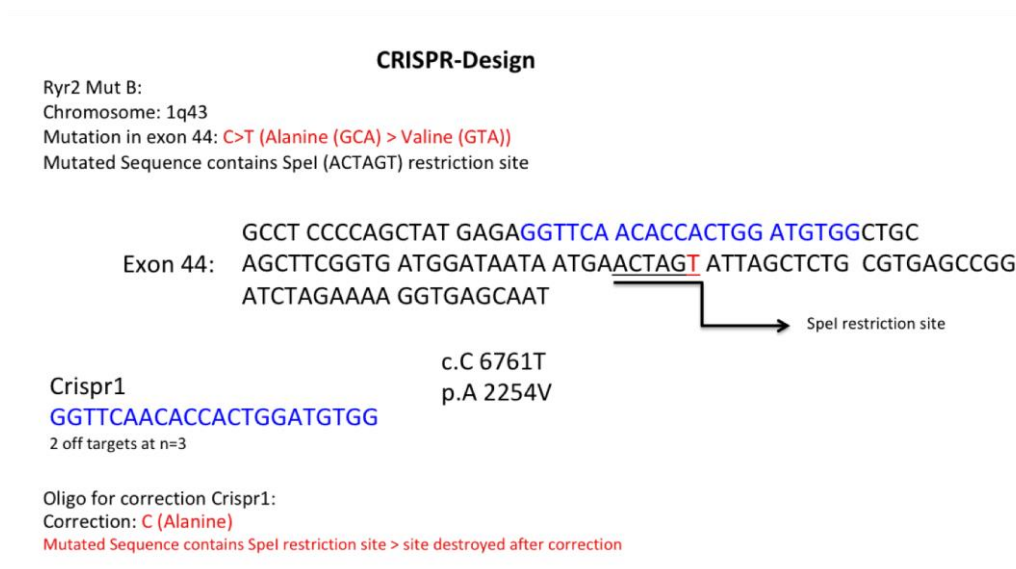 CRISPR-Design
Ryr2 Mut B:
Chromosome: 1q43
Mutation in exon 44: C>T (Alanine (GCA) > Valine (GTA))
Mutated Sequence contains SpeI (ACTAGT) restriction site
GCCT CCCCAGCTAT GAGAGGTTCA ACACCACTGG ATGTGGCTGC
Exon 44: AGCTTCGGTG ATGGATAATA ATGAACTAGT ATTAGCTCTG CGTGAGCCGG
ATCTAGAAAA GGTGAGCAAT
SpeI restriction site
c.C 6761T
p.A 2254V
Crispr1
GGTTCAACACCACTGGATGTGG
2 off targets at n=3
Oligo for correction Crispr1:
Correction: C (Alanine)
Mutated Sequence contains SpeI restriction site > site destroyed after correction